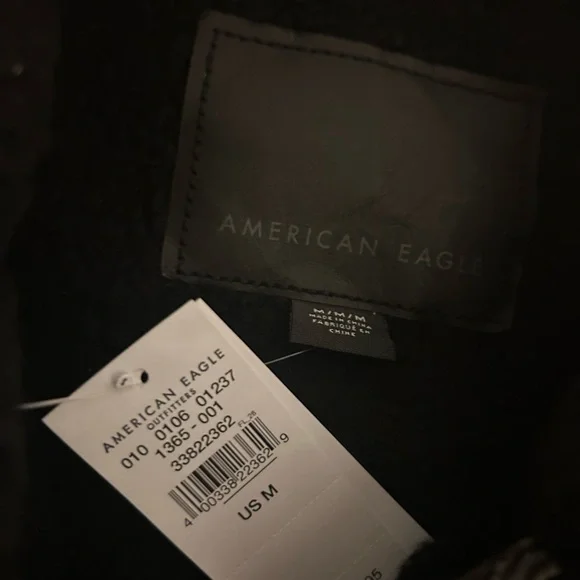 AMERICAN EAGLE
M/M/M
MADE IN CHINA
FABRIQUÉ EN
CHINE
AMERICAN EAGLE
OUTFITTERS
010 0106 01237
1365-001
33822362
FL_26
4 00338 22362 9
US M